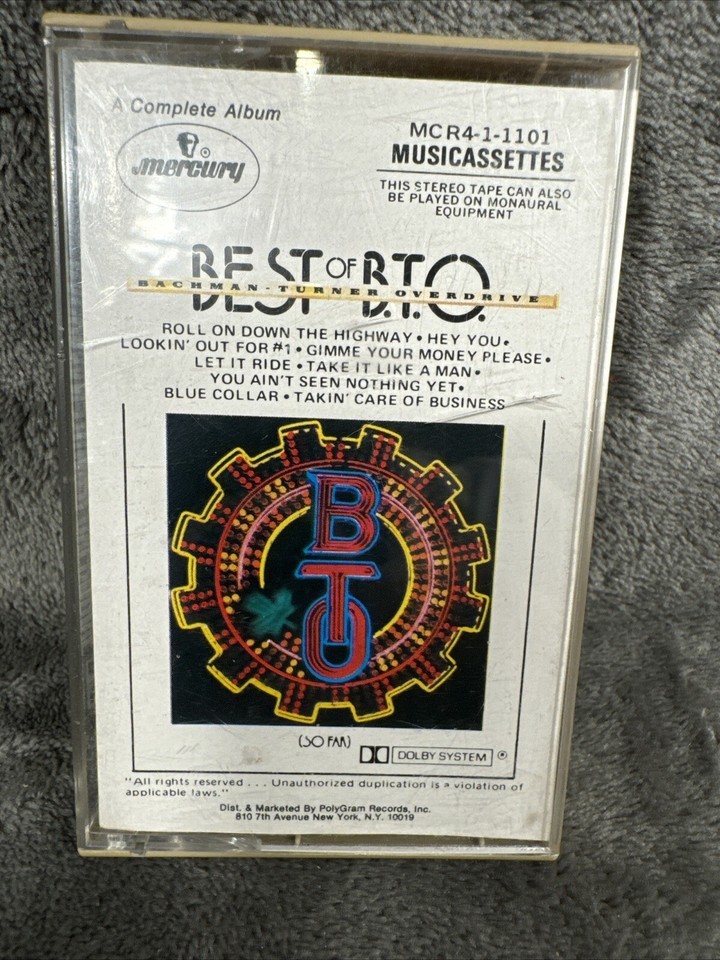 A Complete Album
mercury ®
MCR4-1-1101
MUSICASSETTES
THIS STEREO TAPE CAN ALSO
BE PLAYED ON MONAURAL
EQUIPMENT
BEST OF B.T.O.
BACHMAN-TURNER OVERDRIVE
ROLL ON DOWN THE HIGHWAY • HEY YOU •
LOOKIN' OUT FOR #1 • GIMME YOUR MONEY PLEASE •
LET IT RIDE • TAKE IT LIKE A MAN •
YOU AIN'T SEEN NOTHING YET •
BLUE COLLAR • TAKIN' CARE OF BUSINESS
B
T
O
(SO FAR)
DOLBY SYSTEM ®
"All rights reserved . . . Unauthorized duplication is a violation of
applicable laws."
Dist. & Marketed By PolyGram Records, Inc.
810 7th Avenue New York, N.Y. 10019